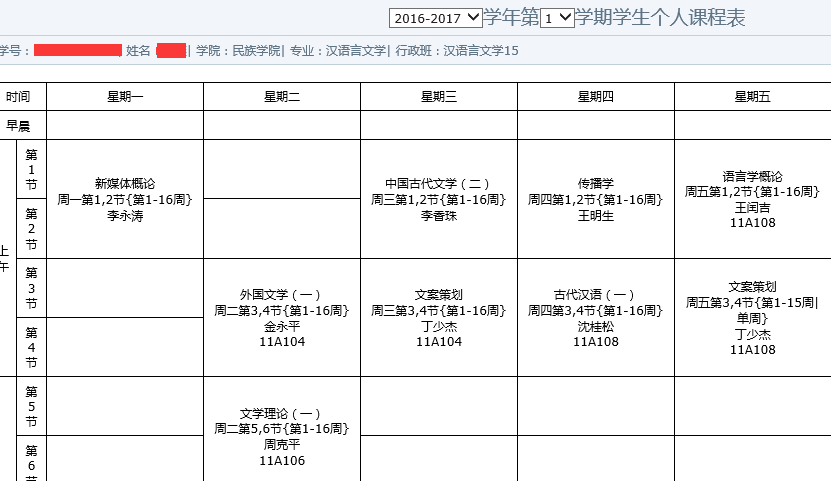 2016-2017 学年第 1 学期学生个人课程表
学号： 姓名 | 学院：民族学院| 专业：汉语言文学| 行政班：汉语言文学15
时间 星期一 星期二 星期三 星期四 星期五
早晨
上午
第1节
新媒体概论
周一第1,2节{第1-16周}
李永涛
中国古代文学（二）
周三第1,2节{第1-16周}
李香珠
传播学
周四第1,2节{第1-16周}
王明生
语言学概论
周五第1,2节{第1-16周}
王闰吉
11A108
第2节
第3节
外国文学（一）
周二第3,4节{第1-16周}
金永平
11A104
文案策划
周三第3,4节{第1-16周}
丁少杰
11A104
古代汉语（一）
周四第3,4节{第1-16周}
沈桂松
11A108
文案策划
周五第3,4节{第1-15周|
单周}
丁少杰
11A108
第4节
第5节
文学理论（一）
周二第5,6节{第1-16周}
周克平
11A106
第6节